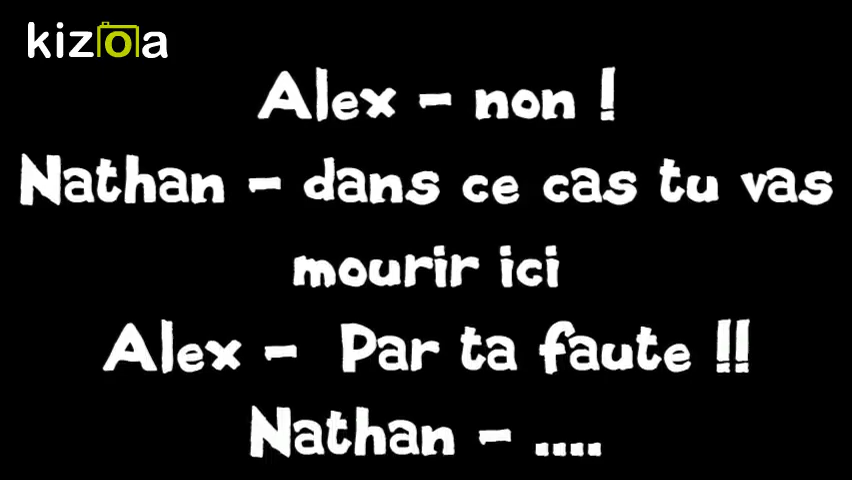 kizoa
Alex - non !
Nathan - dans ce cas tu vas
mourir ici
Alex - Par ta faute !!
Nathan - ....